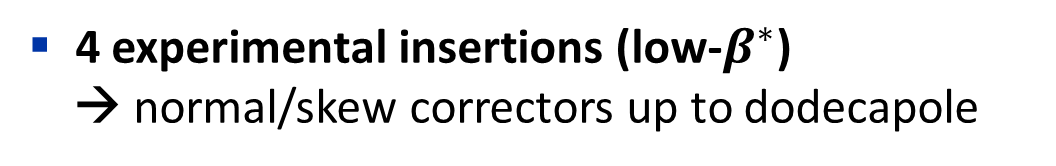 ▪ 4 experimental insertions (low-β*)
→ normal/skew correctors up to dodecapole